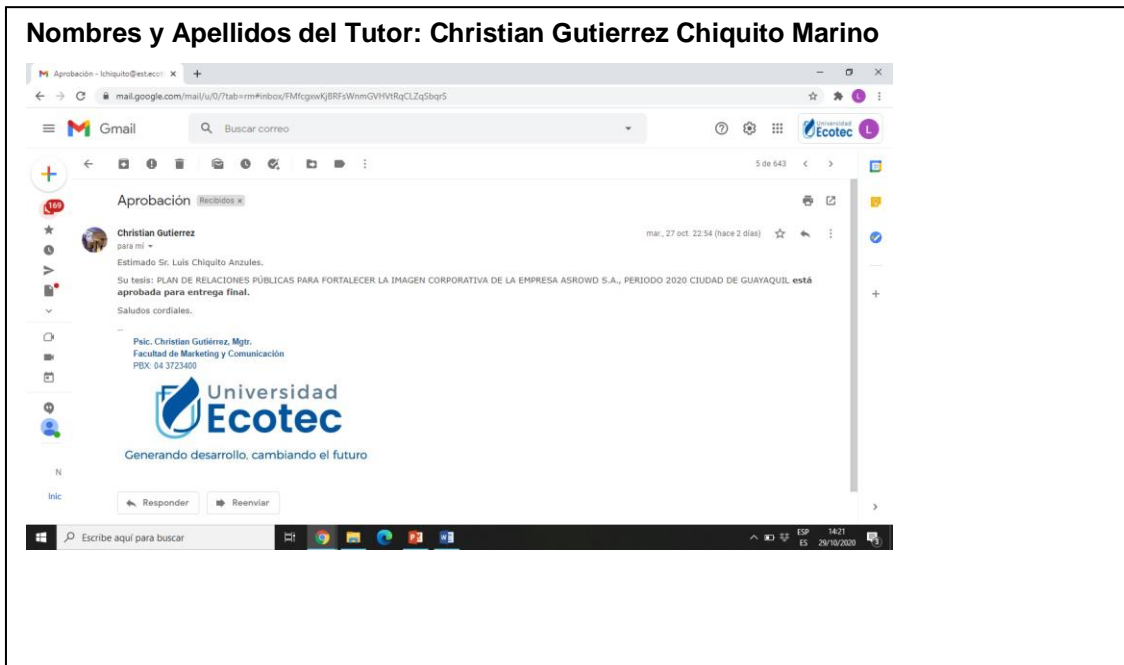 Nombres y Apellidos del Tutor: Christian Gutierrez Chiquito Marino
Aprobación - lchiquito@est.ecot
mail.google.com/mail/u/0/?tab=rm#inbox/FMfcgxwKjBRFsWnmGVHVtRqCLZqSbqrS
Gmail
Buscar correo
Universidad
Ecotec
L
5 de 643
169
Aprobación Recibidos x
Christian Gutierrez
mar., 27 oct. 22:54 (hace 2 días)
para mí
Estimado Sr. Luis Chiquito Anzules.
Su tesis: PLAN DE RELACIONES PÚBLICAS PARA FORTALECER LA IMAGEN CORPORATIVA DE LA EMPRESA ASROWD S.A., PERIODO 2020 CIUDAD DE GUAYAQUIL está
aprobada para entrega final.
Saludos cordiales.
--
Psic. Christian Gutiérrez, Mgtr.
Facultad de Marketing y Comunicación
PBX: 04 3723400
Universidad
Ecotec
Generando desarrollo, cambiando el futuro
N
Inic
Responder
Reenviar
Escribe aquí para buscar
ESP 14:21
ES 29/10/2020
3